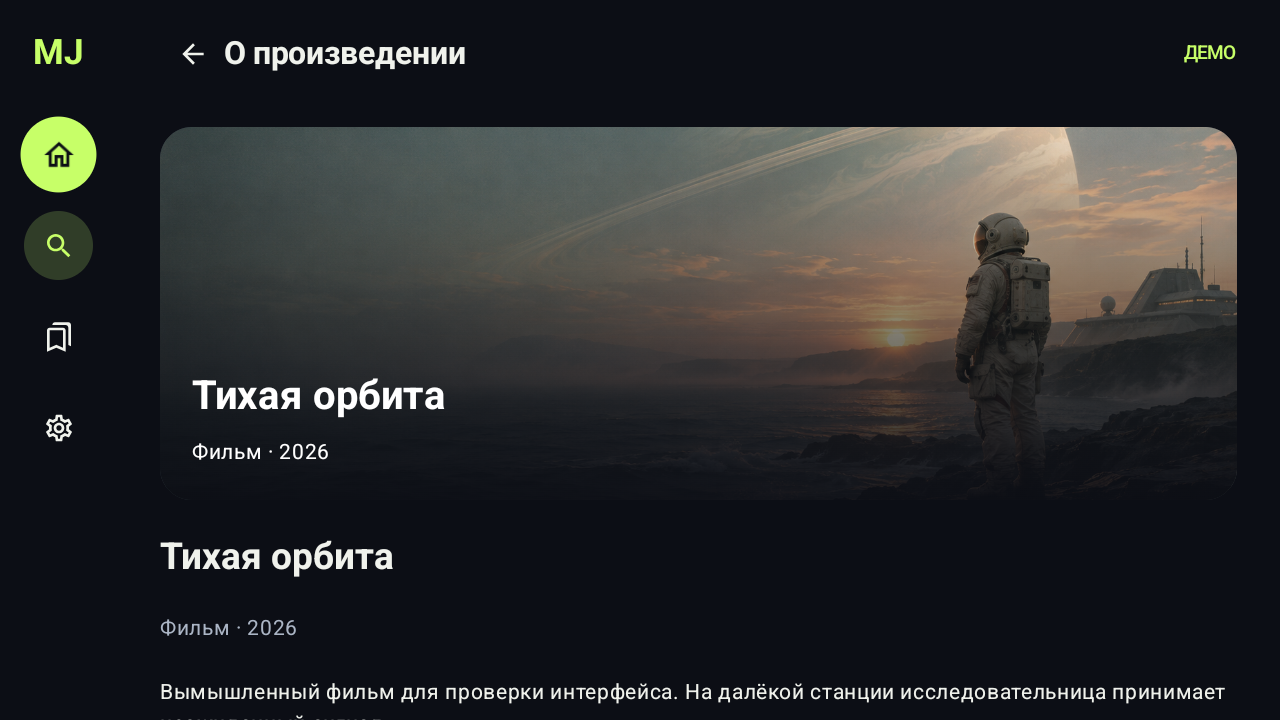 MJ
О произведении
ДЕМО
Тихая орбита
Фильм · 2026
Тихая орбита
Фильм · 2026
Вымышленный фильм для проверки интерфейса. На далёкой станции исследовательница принимает